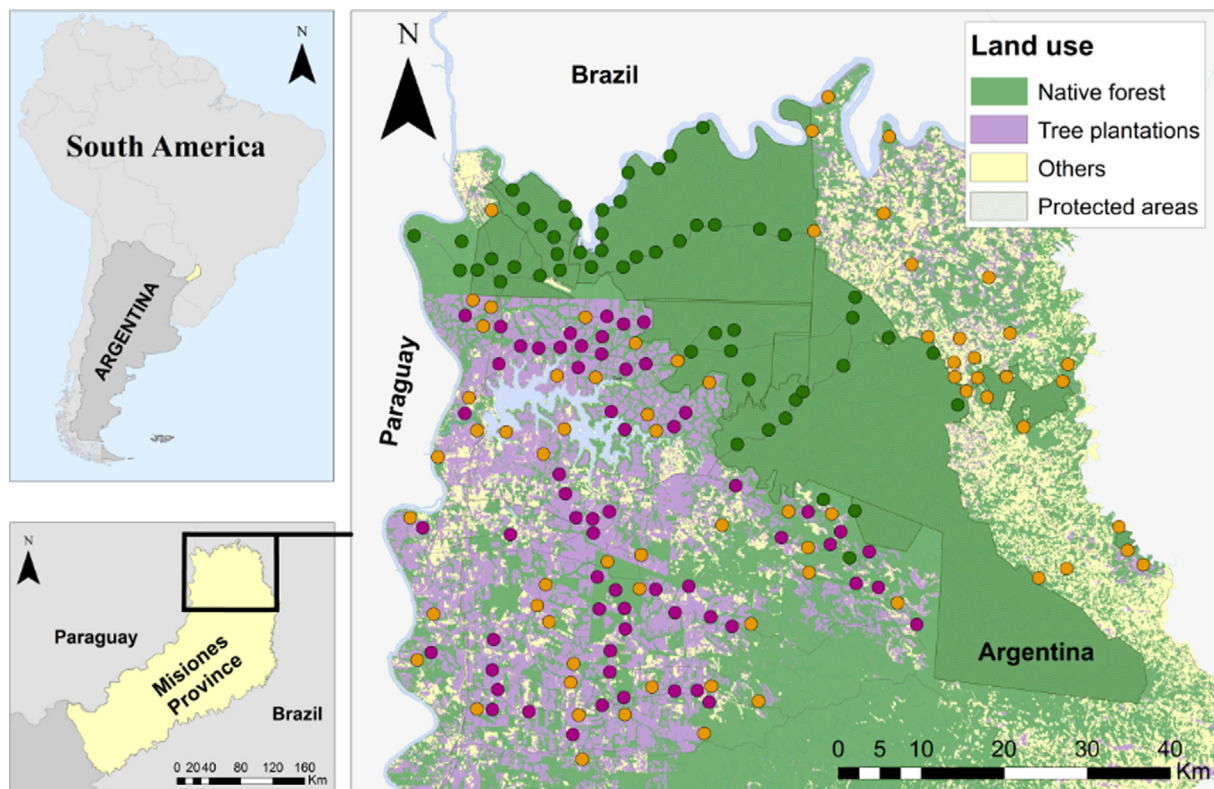 N
South America
ARGENTINA
N
Paraguay
Misiones
Province
Brazil
0 20 40 80 120 160
Km
N
Brazil
Paraguay
Argentina
Land use
Native forest
Tree plantations
Others
Protected areas
0 5 10 20 30 40
Km